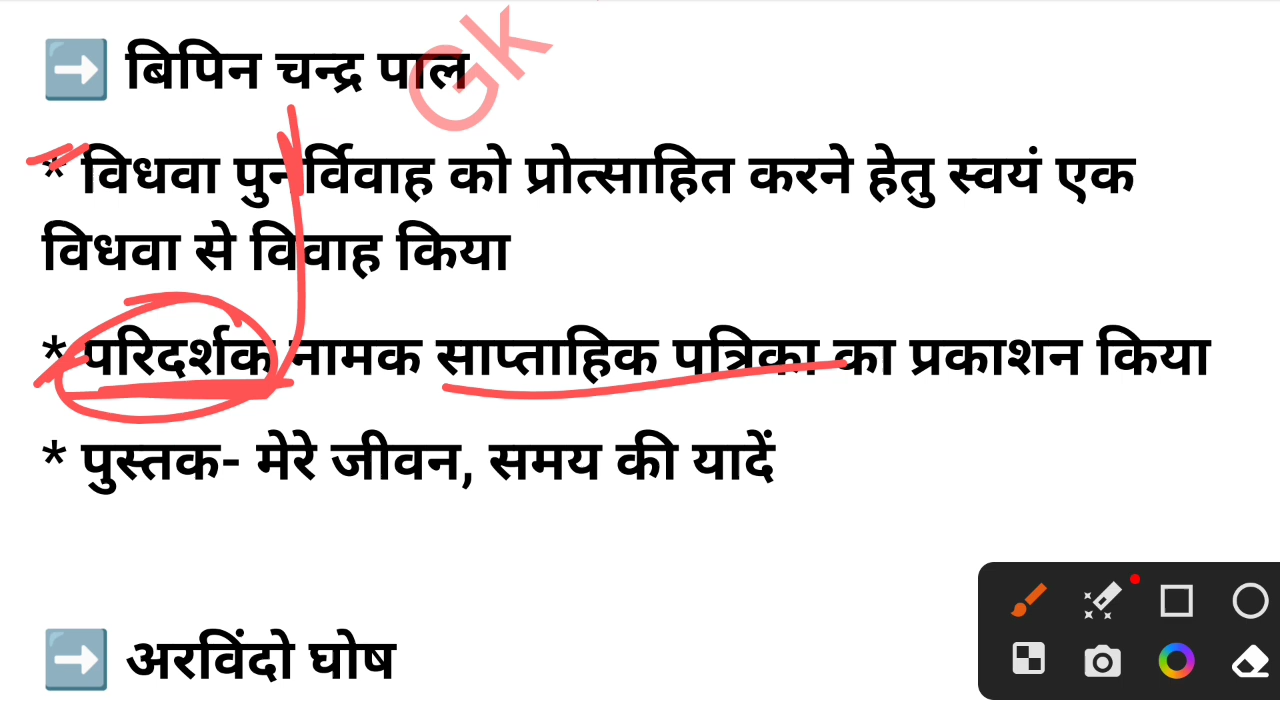 ➡️ बिपिन चन्द्र पाल
Gk
* विधवा पुनर्विवाह को प्रोत्साहित करने हेतु स्वयं एक
विधवा से विवाह किया
* परिदर्शक नामक साप्ताहिक पत्रिका का प्रकाशन किया
* पुस्तक- मेरे जीवन, समय की यादें
➡️ अरविंदो घोष